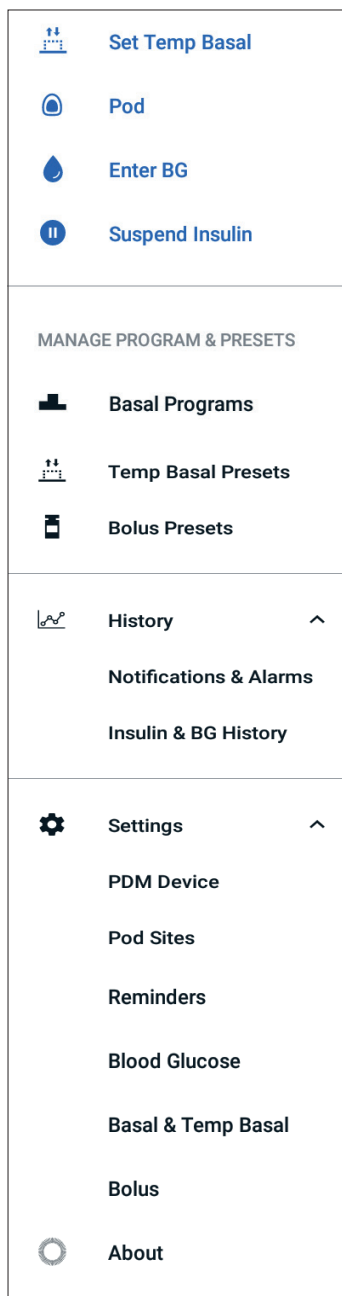 Set Temp Basal
Pod
Enter BG
Suspend Insulin
MANAGE PROGRAM & PRESETS
Basal Programs
Temp Basal Presets
Bolus Presets
History
Notifications & Alarms
Insulin & BG History
Settings
PDM Device
Pod Sites
Reminders
Blood Glucose
Basal & Temp Basal
Bolus
About